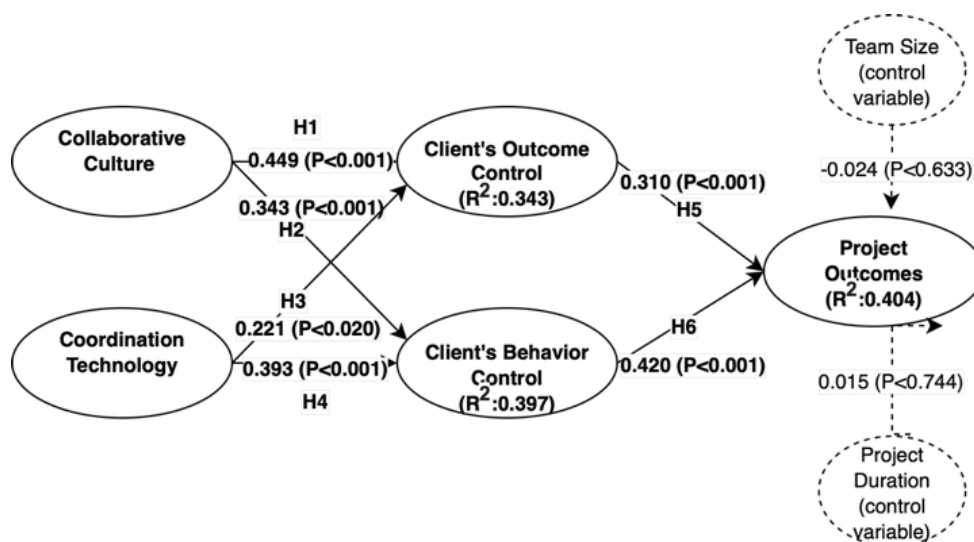 Team Size
(control
variable)
-0.024 (P<0.633)
Collaborative
Culture
H1
0.449 (P<0.001)
0.343 (P<0.001)
H2
Client's Outcome
Control
(R²:0.343)
0.310 (P<0.001)
H5
Project
Outcomes
(R²:0.404)
Coordination
Technology
H3
0.221 (P<0.020)
0.393 (P<0.001)
H4
Client's Behavior
Control
(R²:0.397)
H6
0.420 (P<0.001)
0.015 (P<0.744)
Project
Duration
(control
variable)